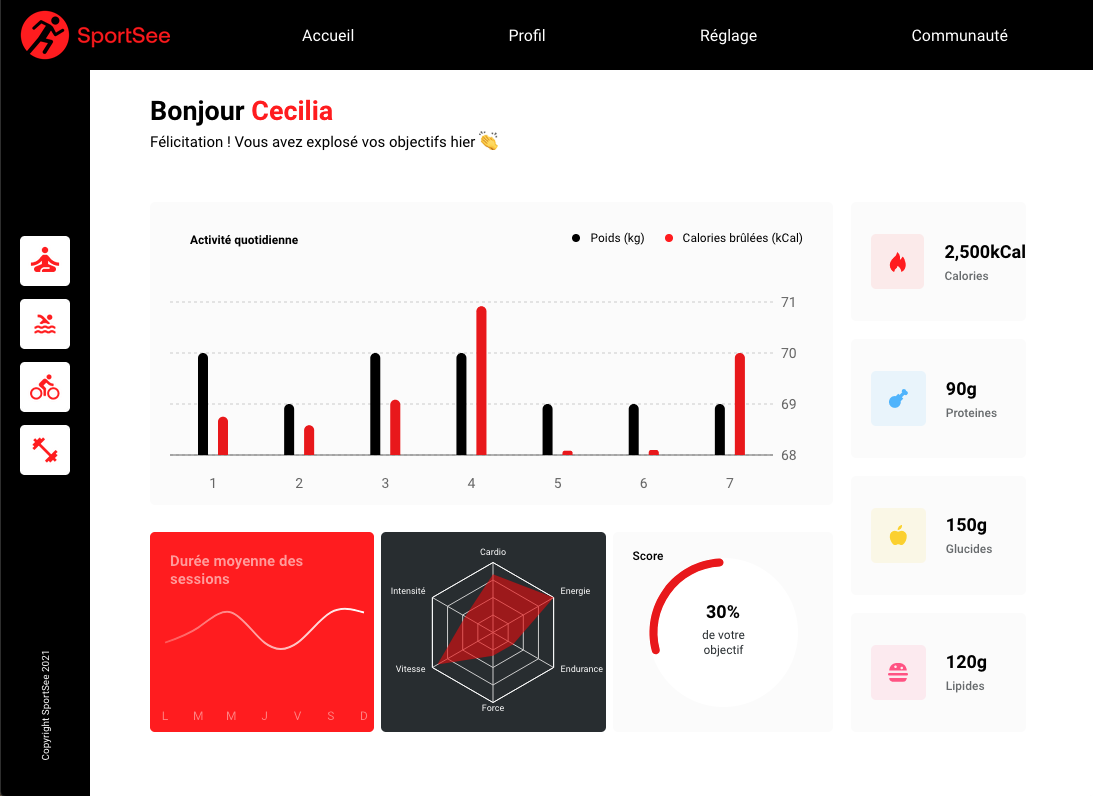 SportSee
Accueil
Profil
Réglage
Communauté
Bonjour Cecilia
Félicitation ! Vous avez explosé vos objectifs hier 👏
Activité quotidienne
Poids (kg)
Calories brûlées (kCal)
71
70
69
68
1 2 3 4 5 6 7
2,500kCal
Calories
90g
Proteines
150g
Glucides
120g
Lipides
Durée moyenne des
sessions
L M M J V S D
Cardio
Intensité
Energie
Vitesse
Endurance
Force
Score
30%
de votre
objectif
Copyright SportSee 2021